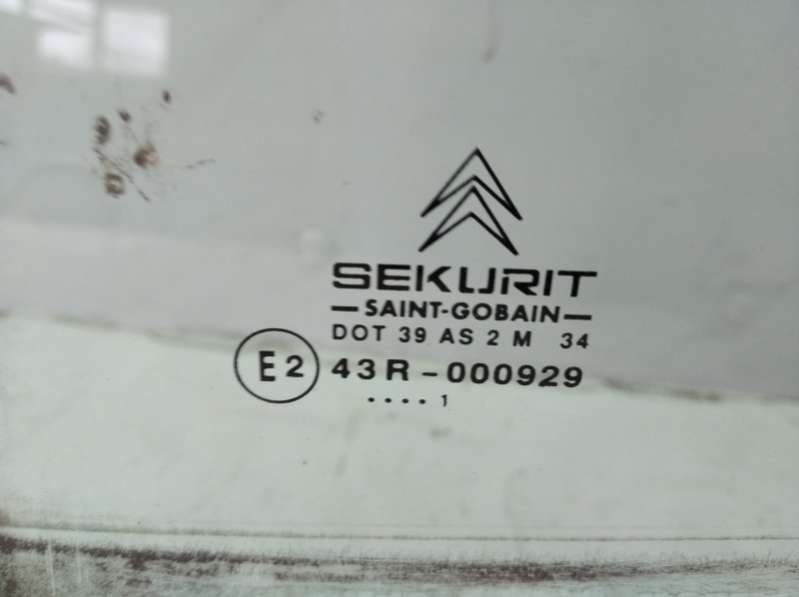 SEKURIT
SAINT-GOBAIN
DOT 39 AS 2 M 34
E2 43R-000929
.... 1